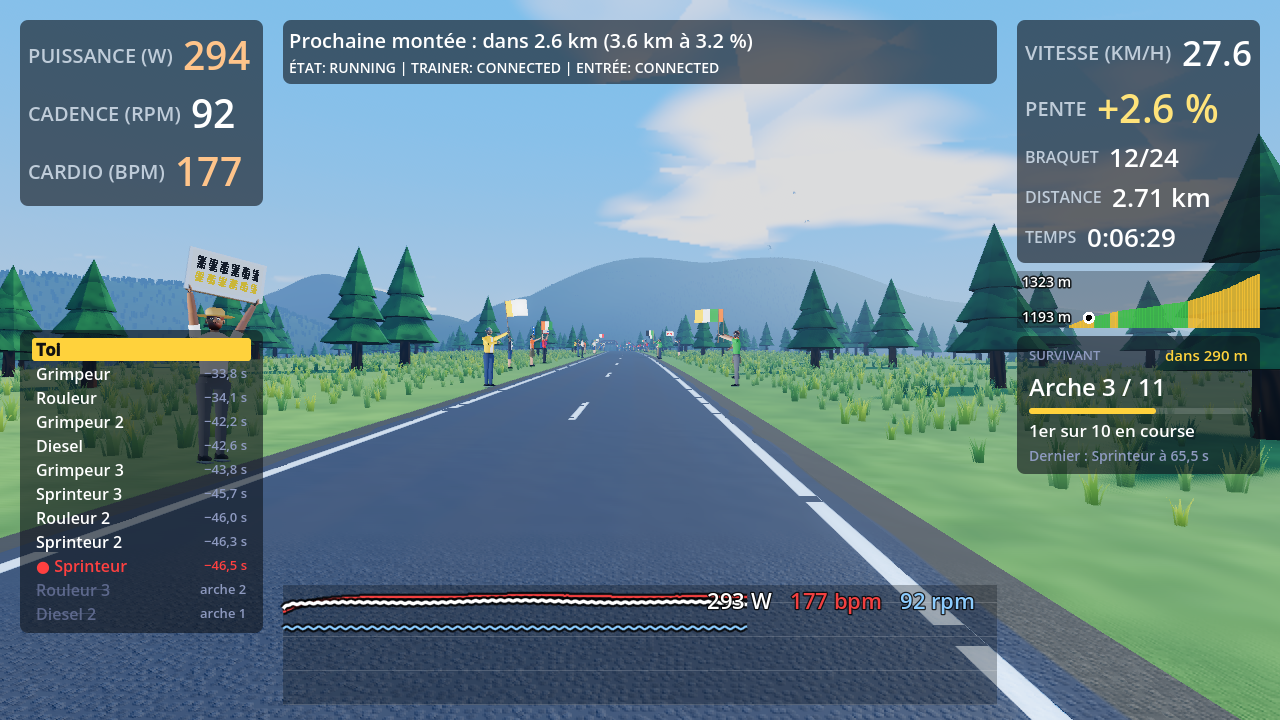 PUISSANCE (W) 294
CADENCE (RPM) 92
CARDIO (BPM) 177
Prochaine montée : dans 2.6 km (3.6 km à 3.2 %)
ÉTAT: RUNNING | TRAINER: CONNECTED | ENTRÉE: CONNECTED
VITESSE (KM/H) 27.6
PENTE +2.6 %
BRAQUET 12/24
DISTANCE 2.71 km
TEMPS 0:06:29
1323 m
1193 m
SURVIVANT dans 290 m
Arche 3 / 11
1er sur 10 en course
Dernier : Sprinteur à 65,5 s
Toi
Grimpeur −33,8 s
Rouleur −34,1 s
Grimpeur 2 −42,2 s
Diesel −42,6 s
Grimpeur 3 −43,8 s
Sprinteur 3 −45,7 s
Rouleur 2 −46,0 s
Sprinteur 2 −46,3 s
Sprinteur −46,5 s
Rouleur 3 arche 2
Diesel 2 arche 1
293 W 177 bpm 92 rpm